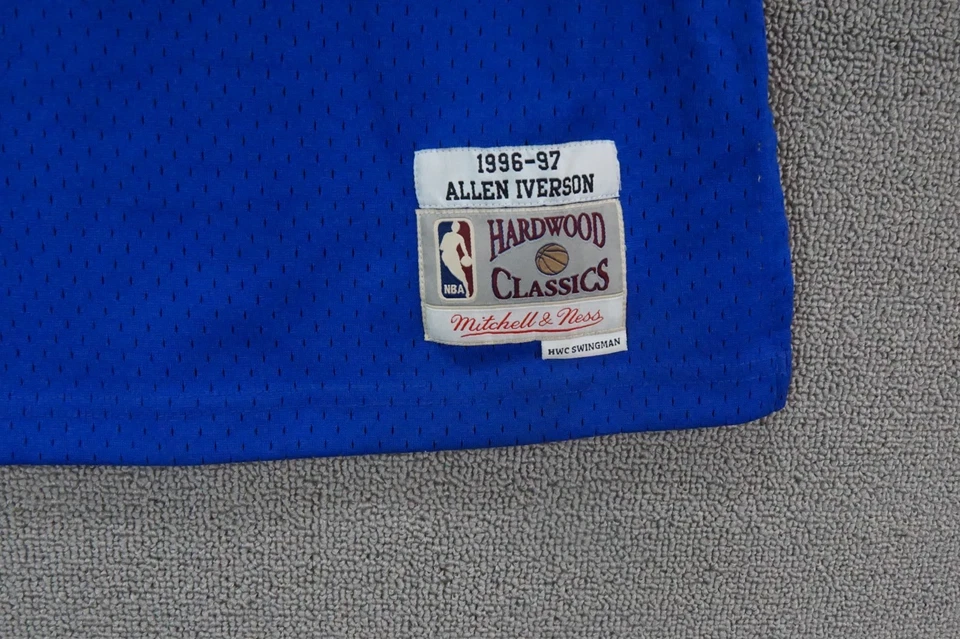 1996-97
ALLEN IVERSON
HARDWOOD
CLASSICS
NBA
Mitchell & Ness
HWC SWINGMAN